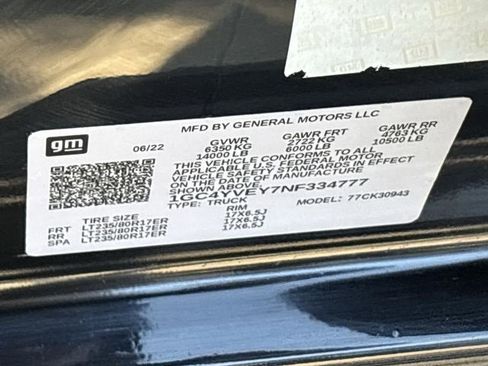 MFD BY GENERAL MOTORS LLC
gm
06/22
GVWR GAWR FRT GAWR RR
6350 KG 2722 KG 4763 KG
14000 LB 6000 LB 10500 LB
THIS VEHICLE CONFORMS TO ALL
APPLICABLE U.S. FEDERAL MOTOR
VEHICLE SAFETY STANDARDS IN EFFECT
ON THE DATE OF MANUFACTURE
SHOWN ABOVE.
1GC4YVEY7NF334777
TYPE: TRUCK MODEL: 77CK30943
TIRE SIZE RIM
FRT LT235/80R17ER 17X6.5J
RR LT235/80R17ER 17X6.5J
SPA LT235/80R17ER 17X6.5J